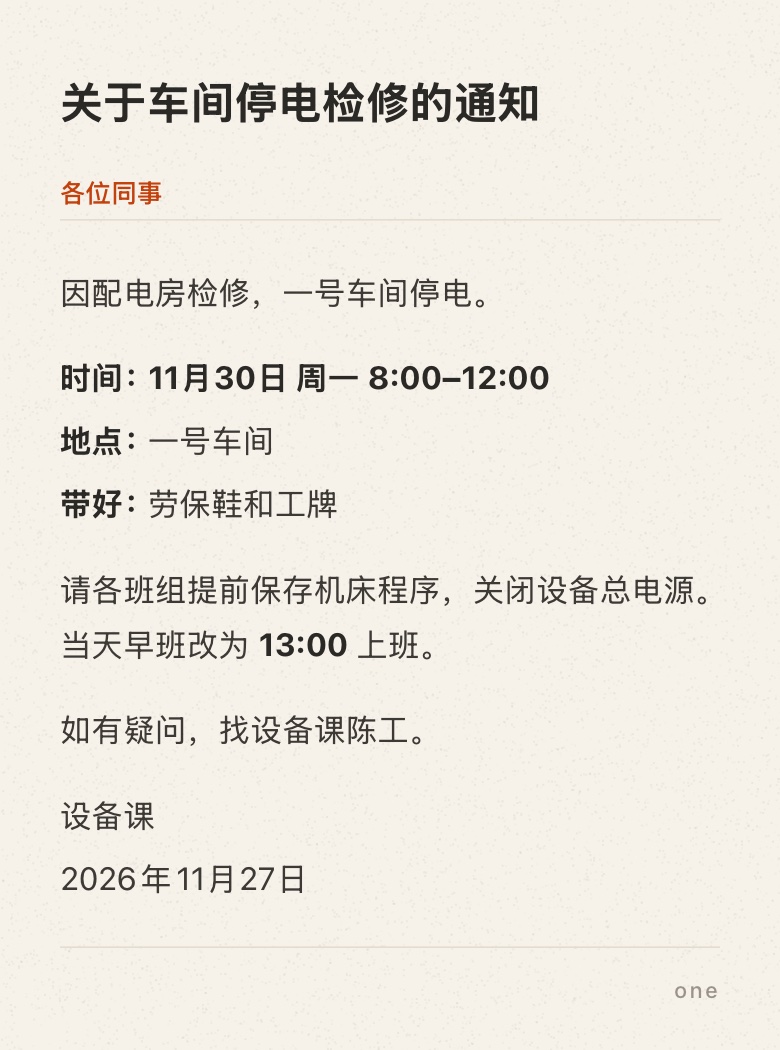 关于车间停电检修的通知
各位同事
因配电房检修，一号车间停电。
时间：11月30日 周一 8:00–12:00
地点：一号车间
带好：劳保鞋和工牌
请各班组提前保存机床程序，关闭设备总电源。
当天早班改为 13:00 上班。
如有疑问，找设备课陈工。
设备课
2026年11月27日
one